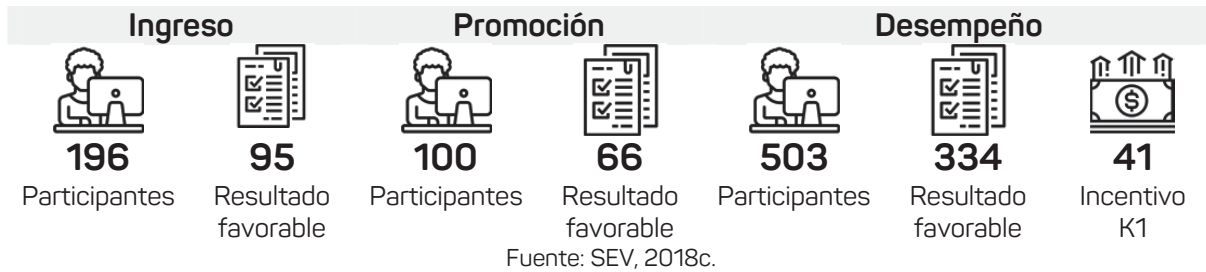 Ingreso Promoción Desempeño
196 95 100 66 503 334 41
Participantes Resultado Participantes Resultado Participantes Resultado Incentivo
favorable favorable favorable K1
Fuente: SEV, 2018c.